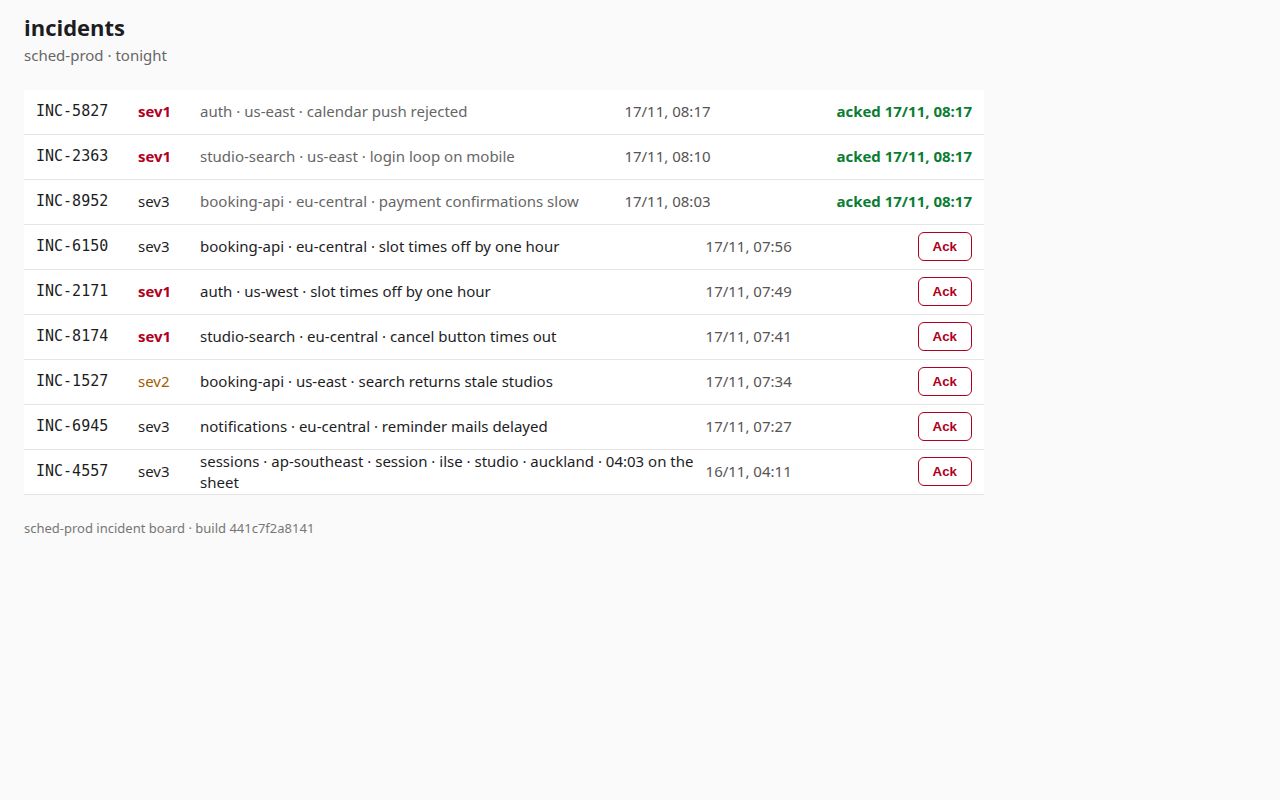 incidents
sched-prod · tonight
INC-5827 sev1 auth · us-east · calendar push rejected 17/11, 08:17 acked 17/11, 08:17
INC-2363 sev1 studio-search · us-east · login loop on mobile 17/11, 08:10 acked 17/11, 08:17
INC-8952 sev3 booking-api · eu-central · payment confirmations slow 17/11, 08:03 acked 17/11, 08:17
INC-6150 sev3 booking-api · eu-central · slot times off by one hour 17/11, 07:56 Ack
INC-2171 sev1 auth · us-west · slot times off by one hour 17/11, 07:49 Ack
INC-8174 sev1 studio-search · eu-central · cancel button times out 17/11, 07:41 Ack
INC-1527 sev2 booking-api · us-east · search returns stale studios 17/11, 07:34 Ack
INC-6945 sev3 notifications · eu-central · reminder mails delayed 17/11, 07:27 Ack
INC-4557 sev3 sessions · ap-southeast · session · ilse · studio · auckland · 04:03 on the 16/11, 04:11 Ack
sheet
sched-prod incident board · build 441c7f2a8141